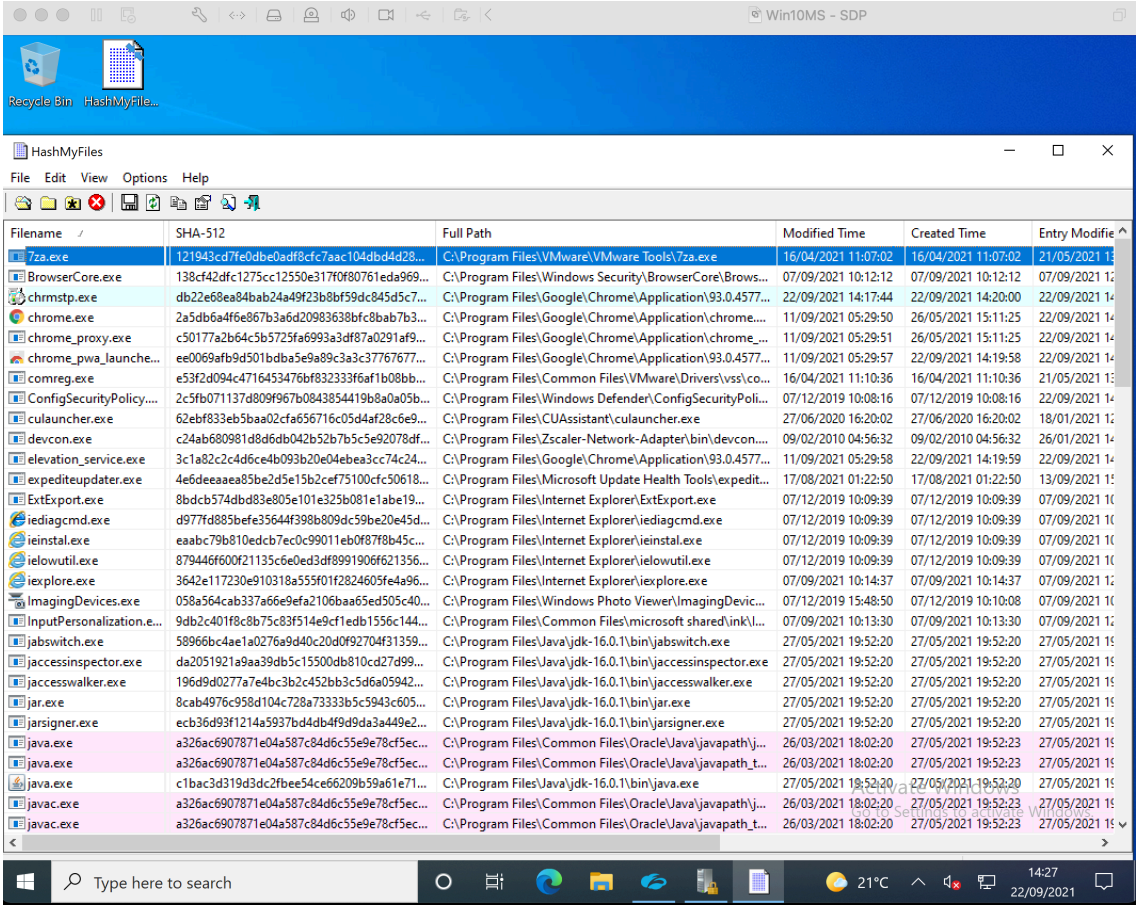 Win10MS - SDP
Recycle Bin HashMyFile...
HashMyFiles
File Edit View Options Help
Filename SHA-512 Full Path Modified Time Created Time Entry Modifie
7za.exe 121943cd7fe0dbe0adf8cfc7aac104dbd4d28... C:\Program Files\VMware\VMware Tools\7za.exe 16/04/2021 11:07:02 16/04/2021 11:07:02 21/05/2021 13
BrowserCore.exe 138cf42dfc1275cc12550e317f0f80761eda969... C:\Program Files\Windows Security\BrowserCore\Brows... 07/09/2021 10:12:12 07/09/2021 10:12:12 07/09/2021 12
chrmstp.exe db22e68ea84bab24a49f23b8bf59dc845d5c7... C:\Program Files\Google\Chrome\Application\93.0.4577... 22/09/2021 14:17:44 22/09/2021 14:20:00 22/09/2021 14
chrome.exe 2a5db6a4f6e867b3a6d20983638bfc8bab7b3... C:\Program Files\Google\Chrome\Application\chrome.... 11/09/2021 05:29:50 26/05/2021 15:11:25 22/09/2021 14
chrome_proxy.exe c50177a2b64c5b5725fa6993a3df87a0291af9... C:\Program Files\Google\Chrome\Application\chrome_... 11/09/2021 05:29:51 26/05/2021 15:11:25 22/09/2021 14
chrome_pwa_launche... ee0069afb9d501bdba5e9a89c3a3c37767677... C:\Program Files\Google\Chrome\Application\93.0.4577... 11/09/2021 05:29:57 22/09/2021 14:19:58 22/09/2021 14
comreg.exe e53f2d094c4716453476bf832333f6af1b08bb... C:\Program Files\Common Files\VMware\Drivers\vss\co... 16/04/2021 11:10:36 16/04/2021 11:10:36 21/05/2021 13
ConfigSecurityPolicy.... 2c5fb071137d809f967b0843854419b8a0a05b... C:\Program Files\Windows Defender\ConfigSecurityPoli... 07/12/2019 10:08:16 07/12/2019 10:08:16 22/09/2021 14
culauncher.exe 62ebf833eb5baa02cfa656716c05d4af28c6e9... C:\Program Files\CUAssistant\culauncher.exe 27/06/2020 16:20:02 27/06/2020 16:20:02 18/01/2021 12
devcon.exe c24ab680981d8d6db042b52b7b5c5e92078df... C:\Program Files\Zscaler-Network-Adapter\bin\devcon.... 09/02/2010 04:56:32 09/02/2010 04:56:32 26/01/2021 14
elevation_service.exe 3c1a82c2c4d6ce4b093b20e04ebea3cc74c24... C:\Program Files\Google\Chrome\Application\93.0.4577... 11/09/2021 05:29:58 22/09/2021 14:19:59 22/09/2021 14
expediteupdater.exe 4e6deeaaea85be2d5e15b2cef75100cfc50618... C:\Program Files\Microsoft Update Health Tools\expedit... 17/08/2021 01:22:50 17/08/2021 01:22:50 13/09/2021 15
ExtExport.exe 8bdcb574dbd83e805e101e325b081e1abe19... C:\Program Files\Internet Explorer\ExtExport.exe 07/12/2019 10:09:39 07/12/2019 10:09:39 07/09/2021 10
iediagcmd.exe d977fd885befe35644f398b809dc59be20e45d... C:\Program Files\Internet Explorer\iediagcmd.exe 07/12/2019 10:09:39 07/12/2019 10:09:39 07/09/2021 10
ieinstal.exe eaabc79b810edcb7ec0c99011eb0f87f8b45c... C:\Program Files\Internet Explorer\ieinstal.exe 07/12/2019 10:09:39 07/12/2019 10:09:39 07/09/2021 10
ielowutil.exe 879446f600f21135c6e0ed3df8991906f621356... C:\Program Files\Internet Explorer\ielowutil.exe 07/12/2019 10:09:39 07/12/2019 10:09:39 07/09/2021 10
iexplore.exe 3642e117230e910318a555f01f2824605fe4a96... C:\Program Files\Internet Explorer\iexplore.exe 07/09/2021 10:14:37 07/09/2021 10:14:37 07/09/2021 12
ImagingDevices.exe 058a564cab337a66e9efa2106baa65ed505c40... C:\Program Files\Windows Photo Viewer\ImagingDevic... 07/12/2019 15:48:50 07/12/2019 10:10:08 07/09/2021 10
InputPersonalization.e... 9db2c401f8c8b75c83f514e9cf1edb1556c144... C:\Program Files\Common Files\microsoft shared\ink\I... 07/09/2021 10:13:30 07/09/2021 10:13:30 07/09/2021 12
jabswitch.exe 58966bc4ae1a0276a9d40c20d0f92704f31359... C:\Program Files\Java\jdk-16.0.1\bin\jabswitch.exe 27/05/2021 19:52:20 27/05/2021 19:52:20 27/05/2021 19
jaccessinspector.exe da2051921a9aa39db5c15500db810cd27d99... C:\Program Files\Java\jdk-16.0.1\bin\jaccessinspector.exe 27/05/2021 19:52:20 27/05/2021 19:52:20 27/05/2021 19
jaccesswalker.exe 196d9d0277a7e4bc3b2c452bb3c5d6a05942... C:\Program Files\Java\jdk-16.0.1\bin\jaccesswalker.exe 27/05/2021 19:52:20 27/05/2021 19:52:20 27/05/2021 19
jar.exe 8cab4976c958d104c728a73333b5c5943c605... C:\Program Files\Java\jdk-16.0.1\bin\jar.exe 27/05/2021 19:52:20 27/05/2021 19:52:20 27/05/2021 19
jarsigner.exe ecb36d93f1214a5937bd4db4f9d9da3a449e2... C:\Program Files\Java\jdk-16.0.1\bin\jarsigner.exe 27/05/2021 19:52:20 27/05/2021 19:52:20 27/05/2021 19
java.exe a326ac6907871e04a587c84d6c55e9e78cf5ec... C:\Program Files\Common Files\Oracle\Java\javapath\j... 26/03/2021 18:02:20 27/05/2021 19:52:23 27/05/2021 19
java.exe a326ac6907871e04a587c84d6c55e9e78cf5ec... C:\Program Files\Common Files\Oracle\Java\javapath_t... 26/03/2021 18:02:20 27/05/2021 19:52:23 27/05/2021 19
java.exe c1bac3d319d3dc2fbee54ce66209b59a61e71... C:\Program Files\Java\jdk-16.0.1\bin\java.exe 27/05/2021 19:52:20 27/05/2021 19:52:20 27/05/2021 19
Activate Windows
javac.exe a326ac6907871e04a587c84d6c55e9e78cf5ec... C:\Program Files\Common Files\Oracle\Java\javapath\j... 26/03/2021 18:02:20 27/05/2021 19:52:23 27/05/2021 19
Go to Settings to activate Windows.
javac.exe a326ac6907871e04a587c84d6c55e9e78cf5ec... C:\Program Files\Common Files\Oracle\Java\javapath_t... 26/03/2021 18:02:20 27/05/2021 19:52:23 27/05/2021 19
Type here to search 21°C 14:27
22/09/2021